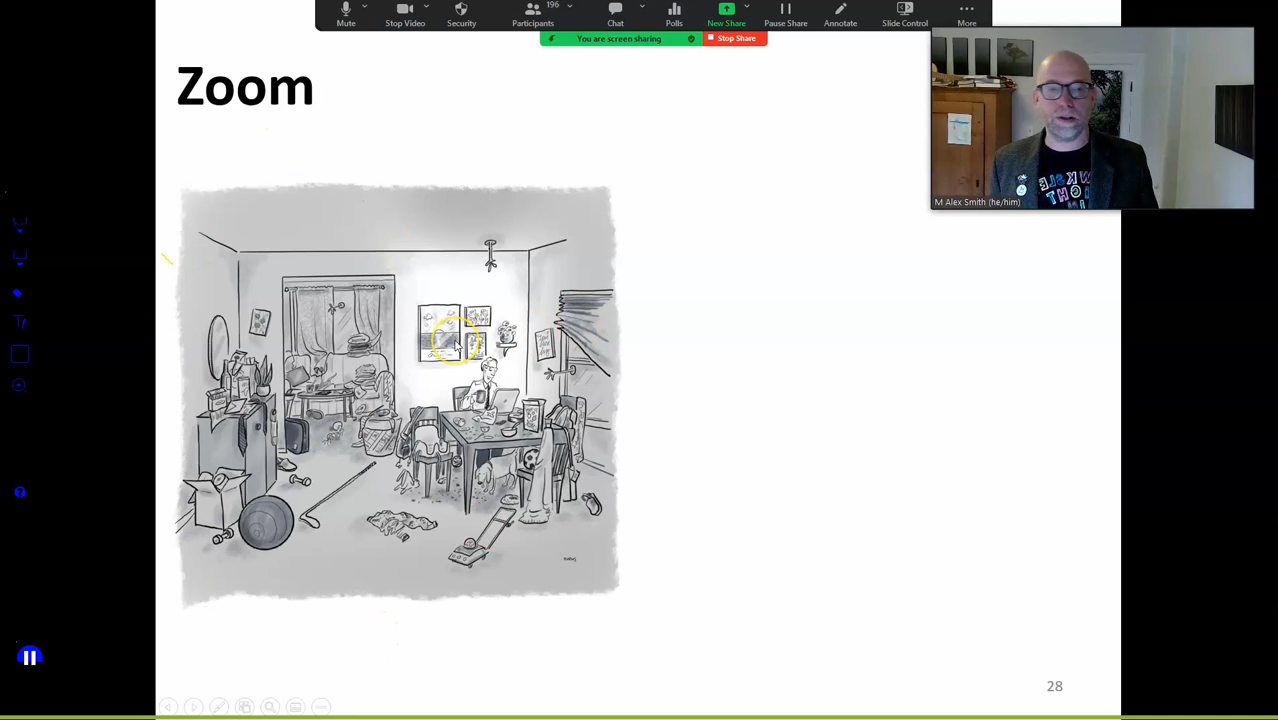 Mute
Stop Video
Security
Participants
196
Chat
Polls
New Share
Pause Share
Annotate
Slide Control
More
You are screen sharing
Stop Share
Zoom
M Alex Smith (he/him)
28